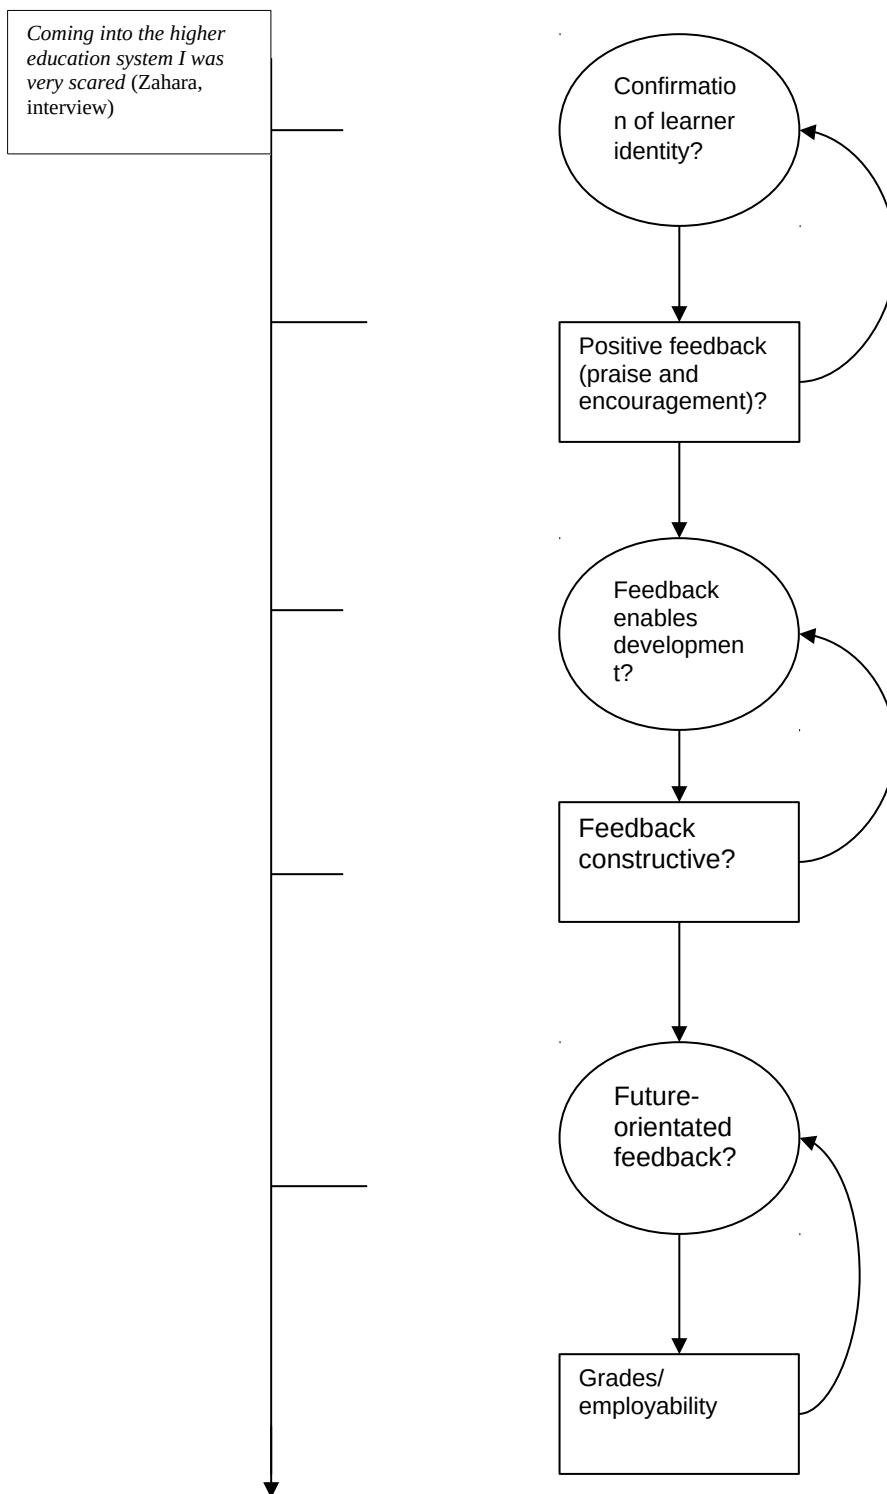 Coming into the higher
education system I was
very scared (Zahara,
interview)
Confirmatio
n of learner
identity?
Positive feedback
(praise and
encouragement)?
Feedback
enables
developmen
t?
Feedback
constructive?
Future-
orientated
feedback?
Grades/
employability